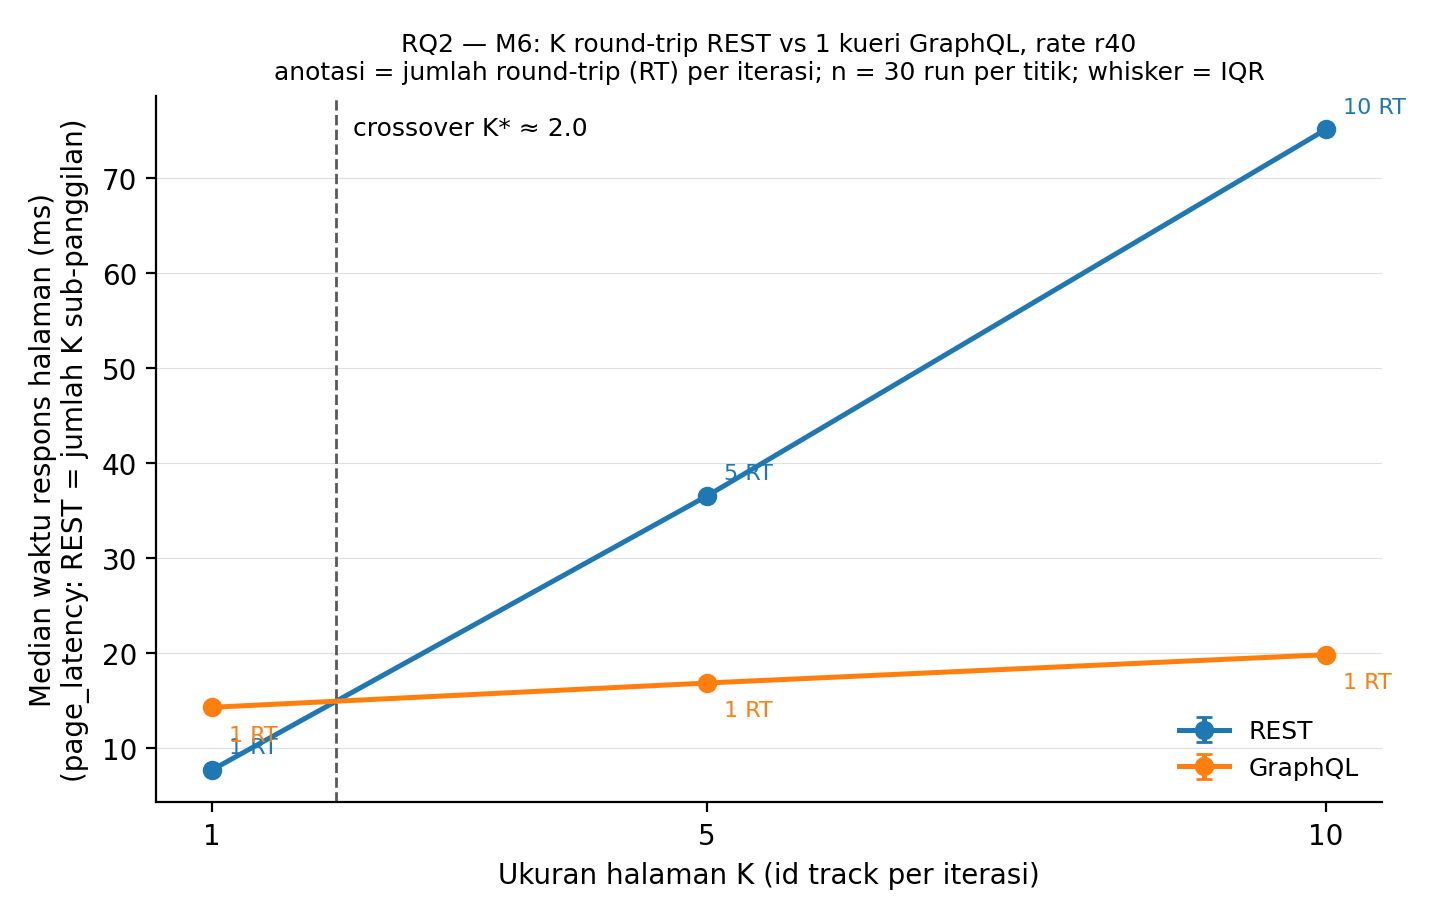 RQ2 — M6: K round-trip REST vs 1 kueri GraphQL, rate r40
anotasi = jumlah round-trip (RT) per iterasi; n = 30 run per titik; whisker = IQR
Median waktu respons halaman (ms)
(page_latency: REST = jumlah K sub-panggilan)
70
60
50
40
30
20
10
crossover K* ≈ 2.0
10 RT
5 RT
1 RT
1 RT
1 RT
1 RT
REST
GraphQL
1
5
10
Ukuran halaman K (id track per iterasi)